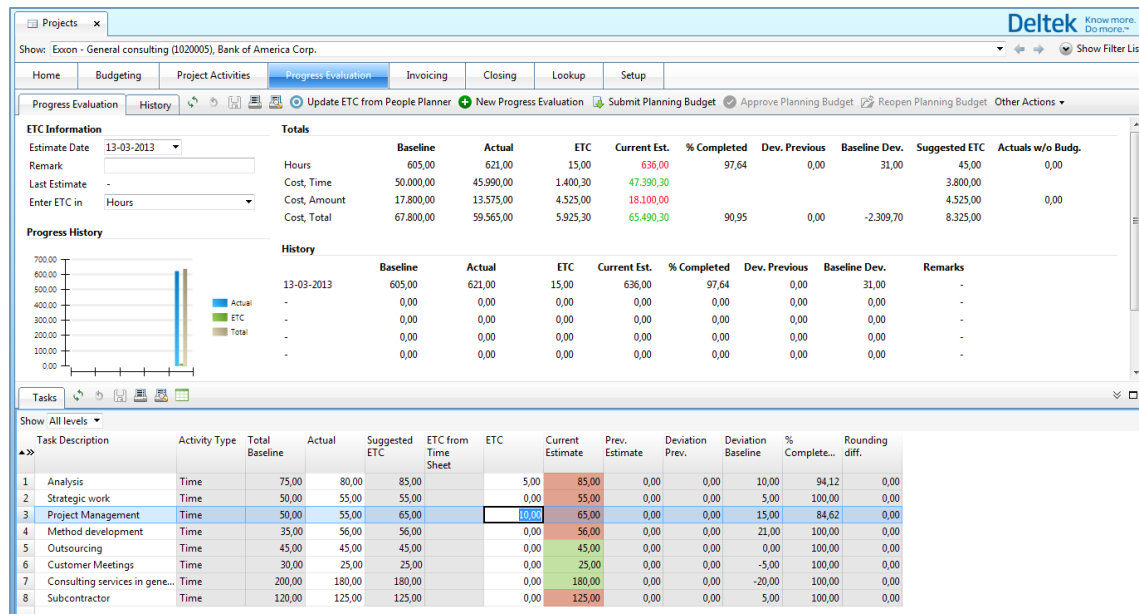 Projects x
Deltek Know more. Do more.™
Show: Exxon - General consulting (1020005), Bank of America Corp. Show Filter Lis
Home Budgeting Project Activities Progress Evaluation Invoicing Closing Lookup Setup
Progress Evaluation History Update ETC from People Planner New Progress Evaluation Submit Planning Budget Approve Planning Budget Reopen Planning Budget Other Actions
ETC Information
Estimate Date 13-03-2013
Remark
Last Estimate -
Enter ETC in Hours
Totals
Baseline Actual ETC Current Est. % Completed Dev. Previous Baseline Dev. Suggested ETC Actuals w/o Budg.
Hours 605,00 621,00 15,00 636,00 97,64 0,00 31,00 45,00 0,00
Cost, Time 50.000,00 45.990,00 1.400,30 47.390,30 3.800,00
Cost, Amount 17.800,00 13.575,00 4.525,00 18.100,00 4.525,00 0,00
Cost, Total 67.800,00 59.565,00 5.925,30 65.490,30 90,95 0,00 -2.309,70 8.325,00
Progress History
700.00
600.00
500.00
400.00
300.00
200.00
100.00
0.00
Actual
ETC
Total
History
Baseline Actual ETC Current Est. % Completed Dev. Previous Baseline Dev. Remarks
13-03-2013 605,00 621,00 15,00 636,00 97,64 0,00 31,00 -
- 0,00 0,00 0,00 0,00 0,00 0,00 0,00 -
- 0,00 0,00 0,00 0,00 0,00 0,00 0,00 -
- 0,00 0,00 0,00 0,00 0,00 0,00 0,00 -
- 0,00 0,00 0,00 0,00 0,00 0,00 0,00 -
Tasks
Show All levels
Task Description Activity Type Total Baseline Actual Suggested ETC ETC from Time Sheet ETC Current Estimate Prev. Estimate Deviation Prev. Deviation Baseline % Complete... Rounding diff.
1 Analysis Time 75,00 80,00 85,00 5,00 85,00 0,00 0,00 10,00 94,12 0,00
2 Strategic work Time 50,00 55,00 55,00 0,00 55,00 0,00 0,00 5,00 100,00 0,00
3 Project Management Time 50,00 55,00 65,00 10,00 65,00 0,00 0,00 15,00 84,62 0,00
4 Method development Time 35,00 56,00 56,00 0,00 56,00 0,00 0,00 21,00 100,00 0,00
5 Outsourcing Time 45,00 45,00 45,00 0,00 45,00 0,00 0,00 0,00 100,00 0,00
6 Customer Meetings Time 30,00 25,00 25,00 0,00 25,00 0,00 0,00 -5,00 100,00 0,00
7 Consulting services in gene... Time 200,00 180,00 180,00 0,00 180,00 0,00 0,00 -20,00 100,00 0,00
8 Subcontractor Time 120,00 125,00 125,00 0,00 125,00 0,00 0,00 5,00 100,00 0,00